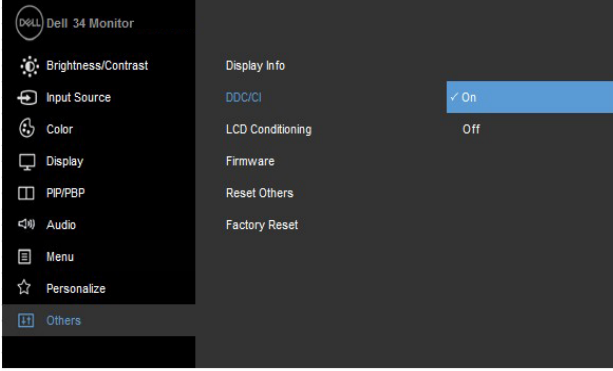 DELL Dell 34 Monitor
Brightness/Contrast
Input Source
Color
Display
PIP/PBP
Audio
Menu
Personalize
Others
Display Info
DDC/CI
LCD Conditioning
Firmware
Reset Others
Factory Reset
✓ On
Off